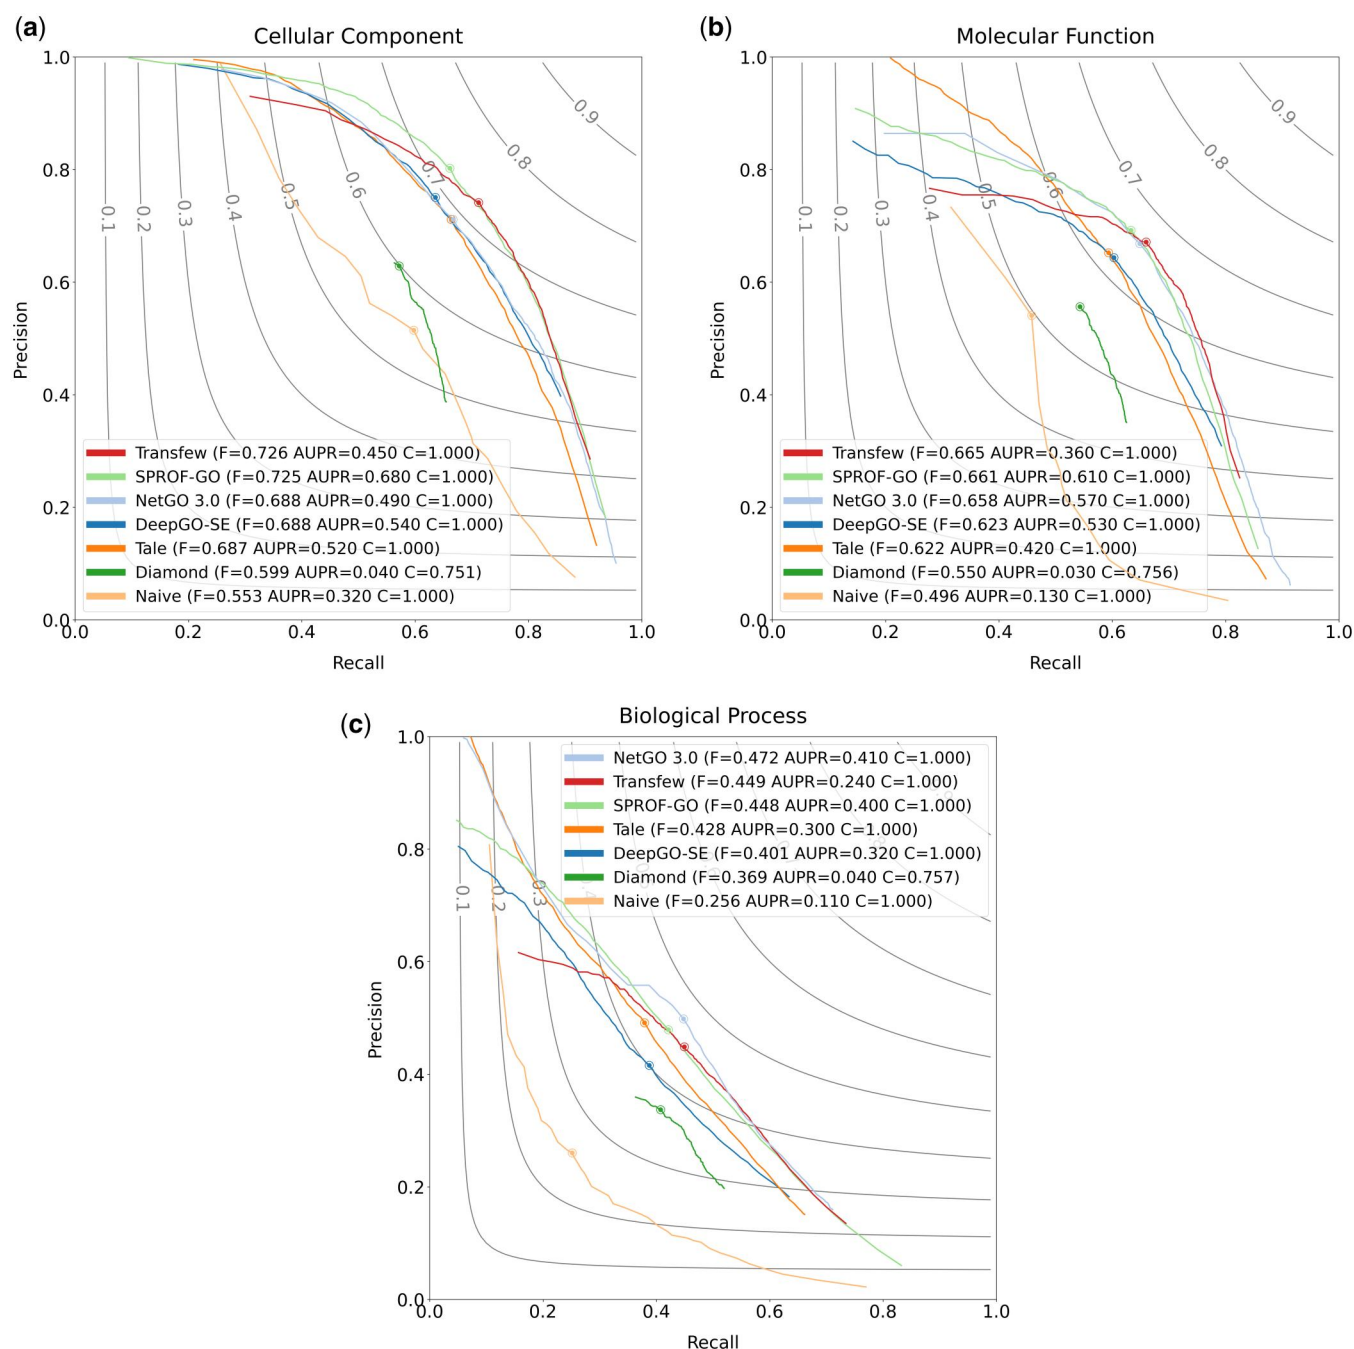 (a)
Cellular Component
1.0
0.8
0.6
0.4
0.2
0.0
Precision
0.1
0.2
0.3
0.4
0.5
0.6
0.7
0.8
0.9
Transfew (F=0.726 AUPR=0.450 C=1.000)
SPROF-GO (F=0.725 AUPR=0.680 C=1.000)
NetGO 3.0 (F=0.688 AUPR=0.490 C=1.000)
DeepGO-SE (F=0.688 AUPR=0.540 C=1.000)
Tale (F=0.687 AUPR=0.520 C=1.000)
Diamond (F=0.599 AUPR=0.040 C=0.751)
Naive (F=0.553 AUPR=0.320 C=1.000)
0.0 0.2 0.4 0.6 0.8 1.0
Recall
(b)
Molecular Function
1.0
0.8
0.6
0.4
0.2
0.0
Precision
0.1
0.2
0.3
0.4
0.5
0.6
0.7
0.8
0.9
Transfew (F=0.665 AUPR=0.360 C=1.000)
SPROF-GO (F=0.661 AUPR=0.610 C=1.000)
NetGO 3.0 (F=0.658 AUPR=0.570 C=1.000)
DeepGO-SE (F=0.623 AUPR=0.530 C=1.000)
Tale (F=0.622 AUPR=0.420 C=1.000)
Diamond (F=0.550 AUPR=0.030 C=0.756)
Naive (F=0.496 AUPR=0.130 C=1.000)
0.0 0.2 0.4 0.6 0.8 1.0
Recall
(c)
Biological Process
1.0
0.8
0.6
0.4
0.2
0.0
Precision
0.1
0.2
0.3
NetGO 3.0 (F=0.472 AUPR=0.410 C=1.000)
Transfew (F=0.449 AUPR=0.240 C=1.000)
SPROF-GO (F=0.448 AUPR=0.400 C=1.000)
Tale (F=0.428 AUPR=0.300 C=1.000)
DeepGO-SE (F=0.401 AUPR=0.320 C=1.000)
Diamond (F=0.369 AUPR=0.040 C=0.757)
Naive (F=0.256 AUPR=0.110 C=1.000)
0.0 0.2 0.4 0.6 0.8 1.0
Recall